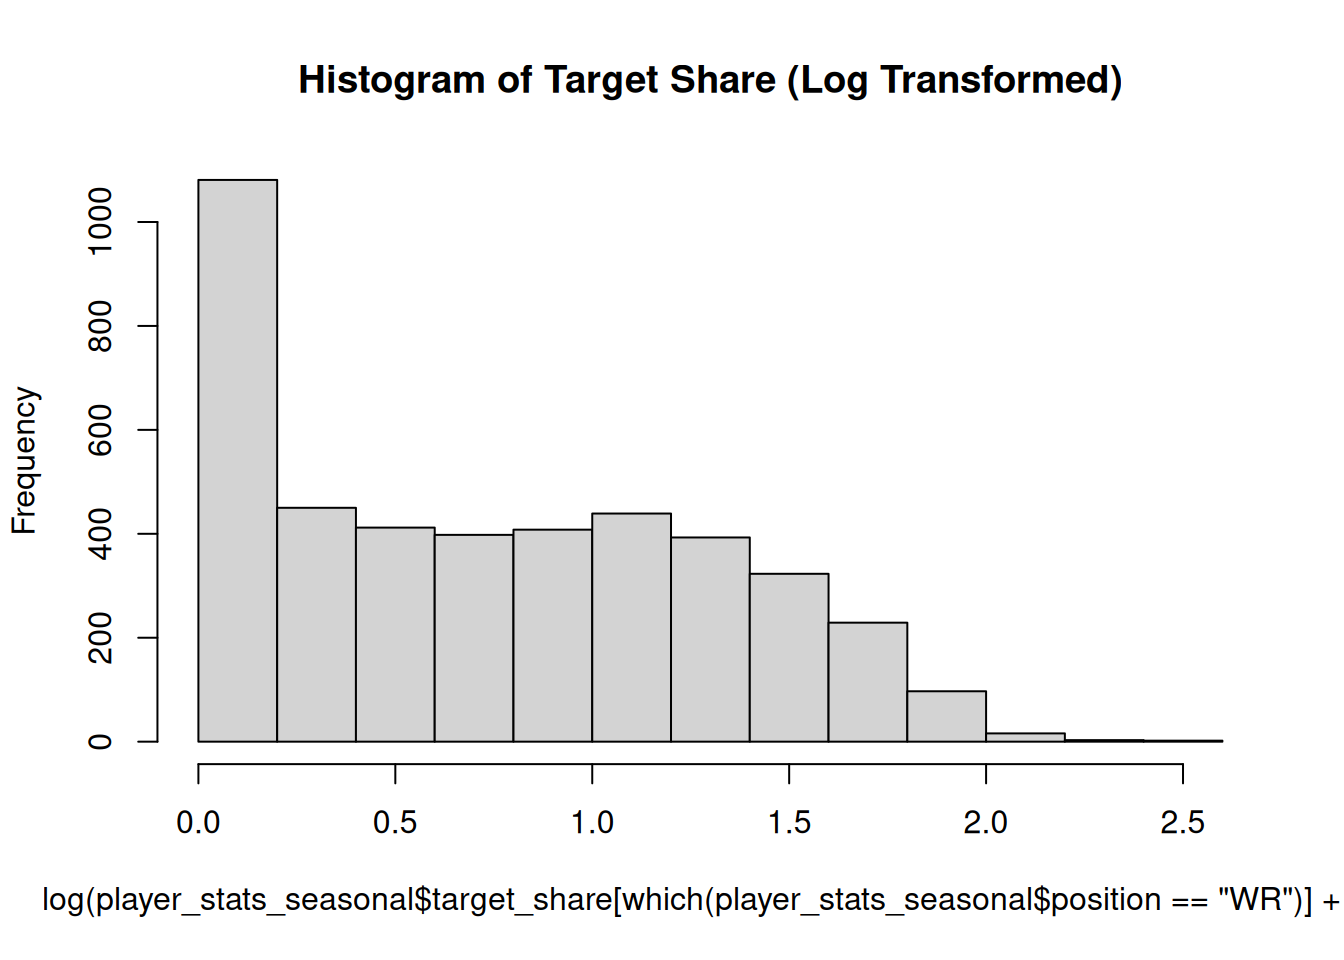 Histogram of Target Share (Log Transformed)
Frequency
1000
800
600
400
200
0
0.0 0.5 1.0 1.5 2.0 2.5
log(player_stats_seasonal$target_share[which(player_stats_seasonal$position == "WR")] +